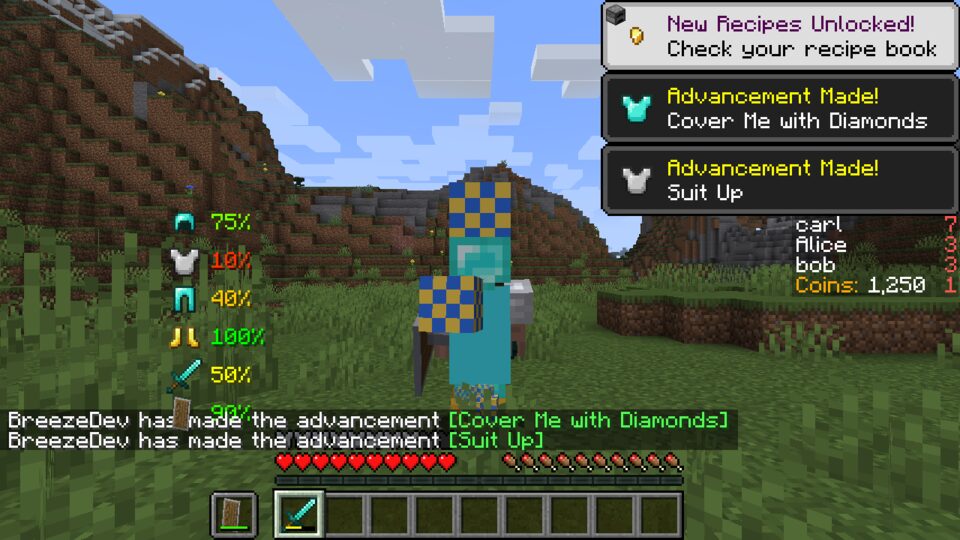 New Recipes Unlocked!
Check your recipe book
Advancement Made!
Cover Me with Diamonds
Advancement Made!
Suit Up
carl 7
Alice 3
bob 3
Coins: 1,250 1
75%
10%
40%
100%
50%
90%
BreezeDev has made the advancement [Cover Me with Diamonds]
BreezeDev has made the advancement [Suit Up]